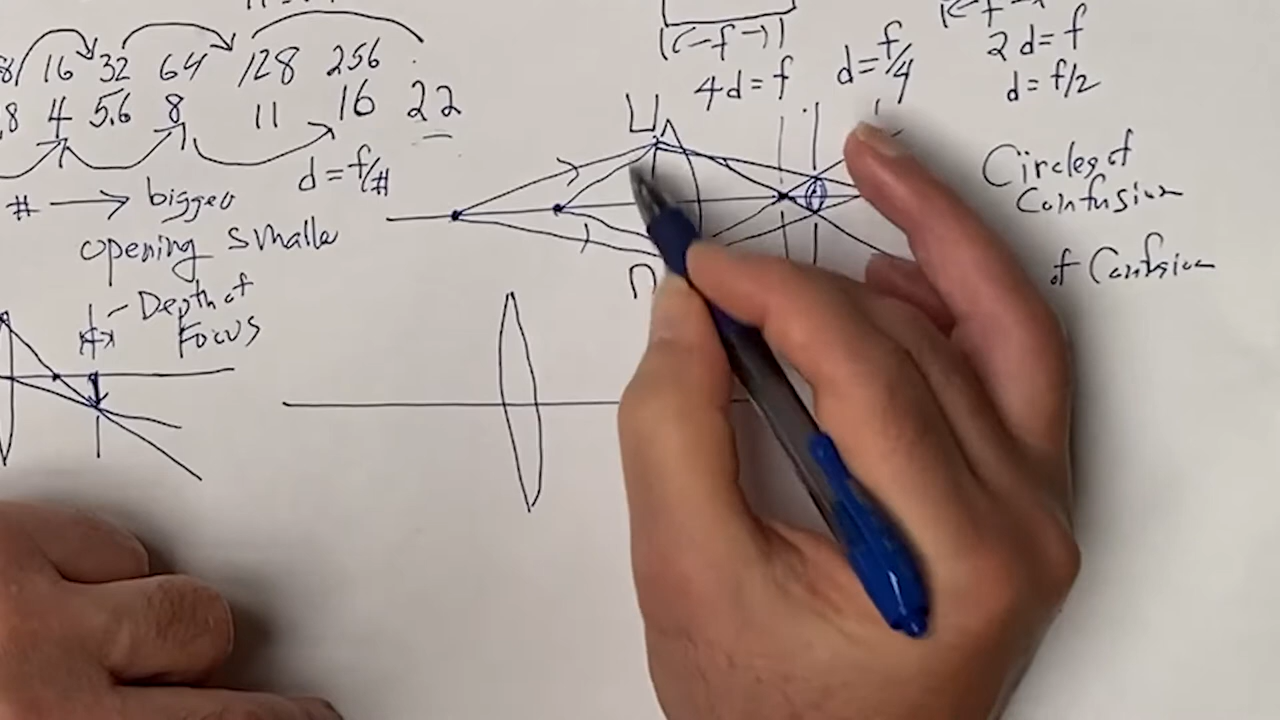 8/ 16 32 64 128 256
.8 4 5.6 8 11 16 22
d=f/#
# → bigger
opening smaller
Depth of
Focus
←f→
4d=f
d=f/4
←f→
2d=f
d=f/2
Circles of
Confusion
of Confusion